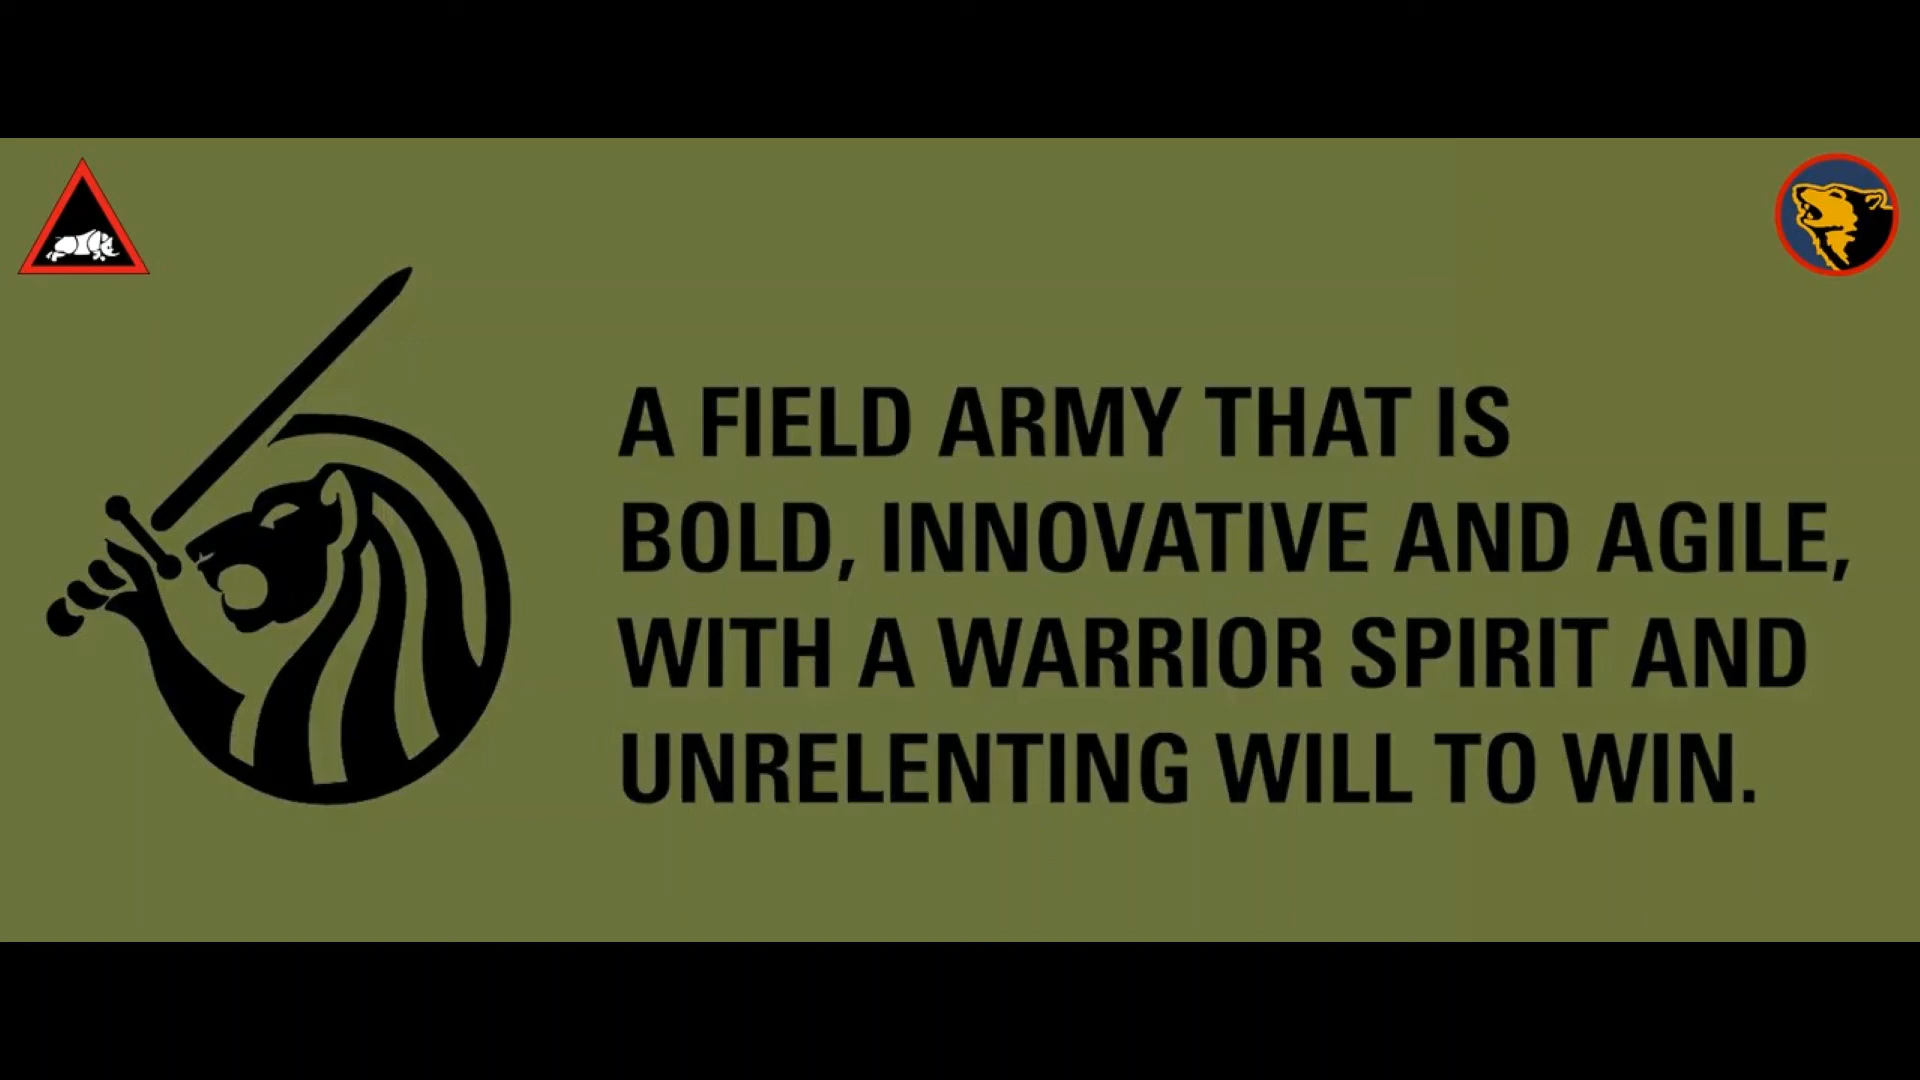 A FIELD ARMY THAT IS
BOLD, INNOVATIVE AND AGILE,
WITH A WARRIOR SPIRIT AND
UNRELENTING WILL TO WIN.